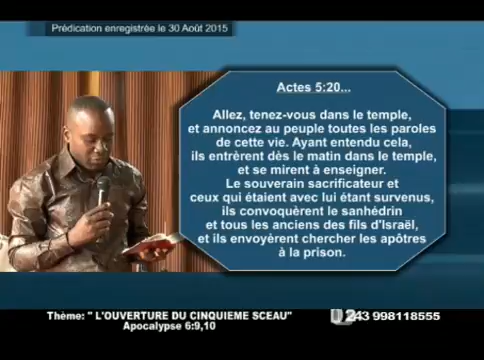 Prédication enregistrée le 30 Août 2015
Actes 5:20...
Allez, tenez-vous dans le temple,
et annoncez au peuple toutes les paroles
de cette vie. Ayant entendu cela,
ils entrèrent dès le matin dans le temple,
et se mirent à enseigner.
Le souverain sacrificateur et
ceux qui étaient avec lui étant survenus,
ils convoquèrent le sanhédrin
et tous les anciens des fils d'Israël,
et ils envoyèrent chercher les apôtres
à la prison.
Thème: " L'OUVERTURE DU CINQUIEME SCEAU"
Apocalypse 6:9,10
243 998118555